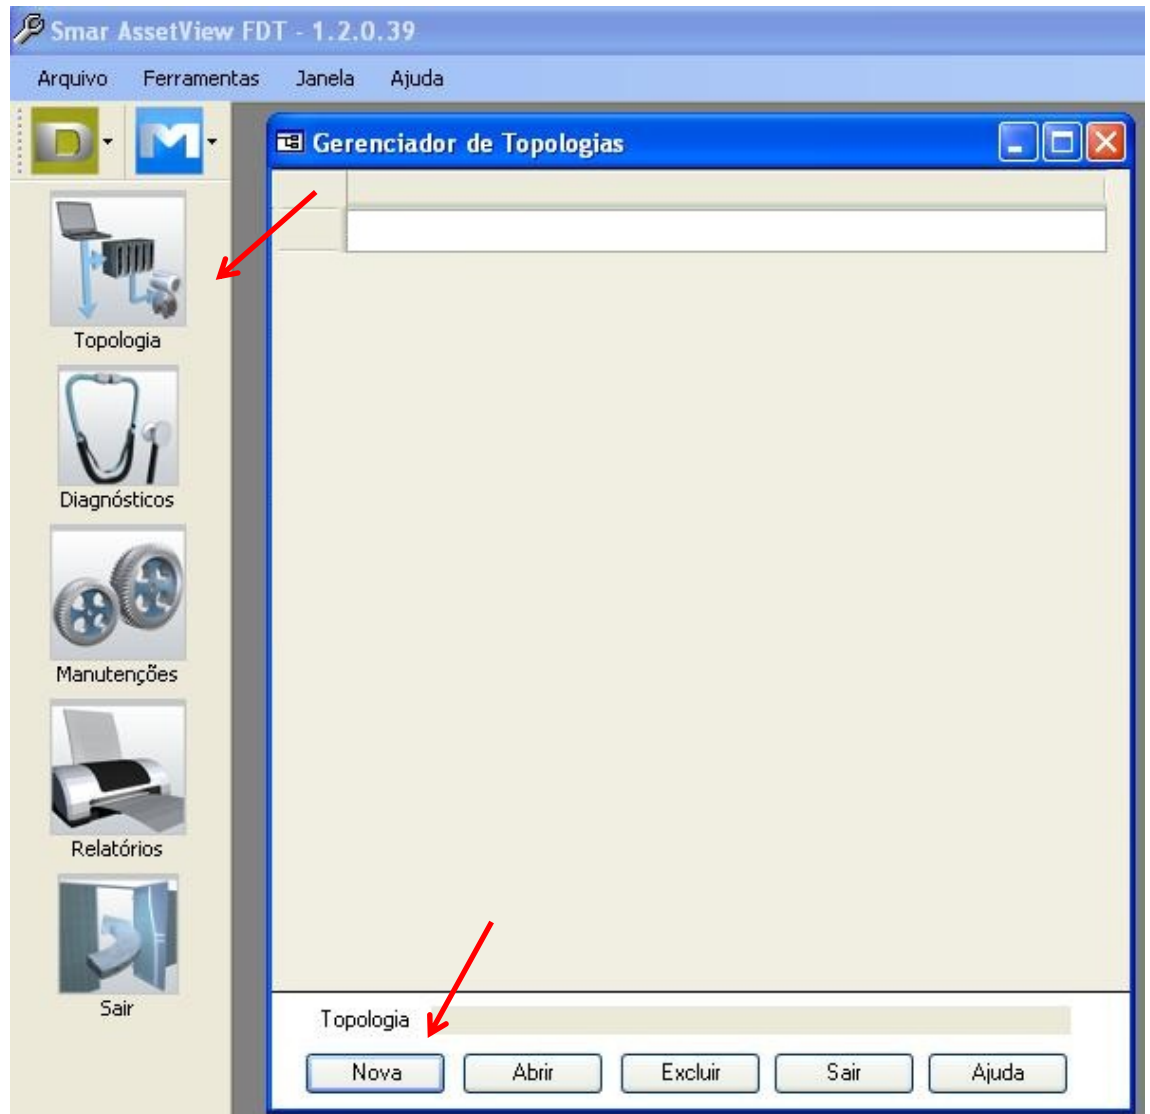 Smar AssetView FDT - 1.2.0.39
Arquivo Ferramentas Janela Ajuda
D M
Gerenciador de Topologias
Topologia
Diagnósticos
Manutenções
Relatórios
Sair
Topologia
Nova Abrir Excluir Sair Ajuda